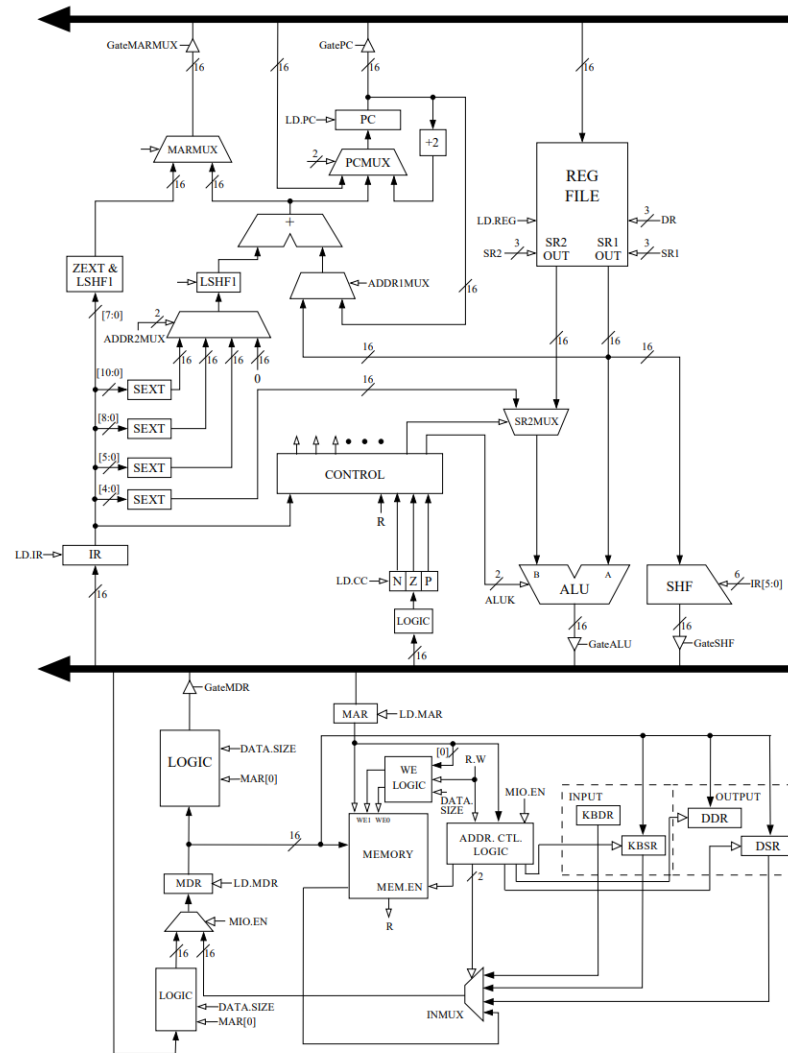 GateMARMUX
GatePC
16
16
16
16
LD.PC
PC
+2
MARMUX
2
PCMUX
16
16
16
REG
FILE
LD.REG
3
DR
SR2
3
SR2
OUT
SR1
OUT
3
SR1
+
ZEXT &
LSHF1
LSHF1
ADDR1MUX
16
[7:0]
2
ADDR2MUX
16
16
16
16
0
16
16
16
16
[10:0]
SEXT
16
[8:0]
SEXT
SR2MUX
[5:0]
SEXT
CONTROL
[4:0]
SEXT
R
LD.IR
IR
LD.CC
N Z P
2
ALUK
B
A
ALU
SHF
6
IR[5:0]
16
LOGIC
16
16
GateALU
16
GateSHF
GateMDR
MAR
LD.MAR
LOGIC
DATA.SIZE
MAR[0]
[0]
R.W
WE
LOGIC
DATA.
SIZE
MIO.EN
INPUT
OUTPUT
KBDR
DDR
WE1
WE0
16
MEMORY
ADDR. CTL.
LOGIC
KBSR
DSR
MDR
LD.MDR
MEM.EN
2
MIO.EN
R
16
16
LOGIC
DATA.SIZE
MAR[0]
INMUX